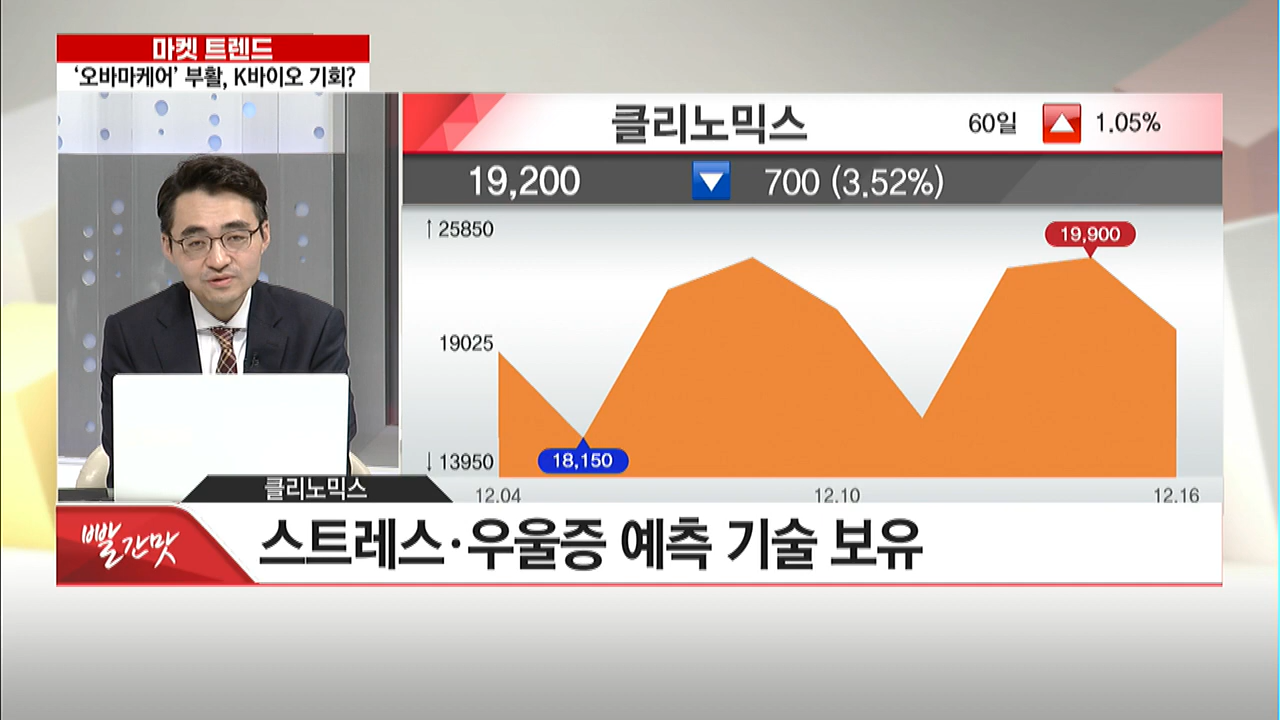 마켓 트렌드
‘오바마케어’ 부활, K바이오 기회?
클리노믹스 60일 ▲ 1.05%
19,200 ▼ 700 (3.52%)
↑25850
19,900
19025
18,150
↓13950
12.04 12.10 12.16
클리노믹스
빨간맛
스트레스·우울증 예측 기술 보유